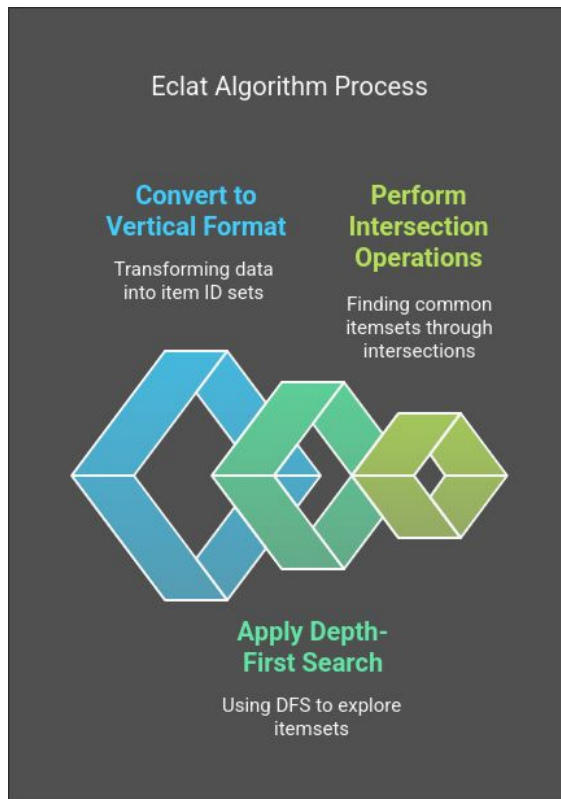 Eclat Algorithm Process
Convert to
Vertical Format
Transforming data
into item ID sets
Perform
Intersection
Operations
Finding common
itemsets through
intersections
Apply Depth-
First Search
Using DFS to explore
itemsets